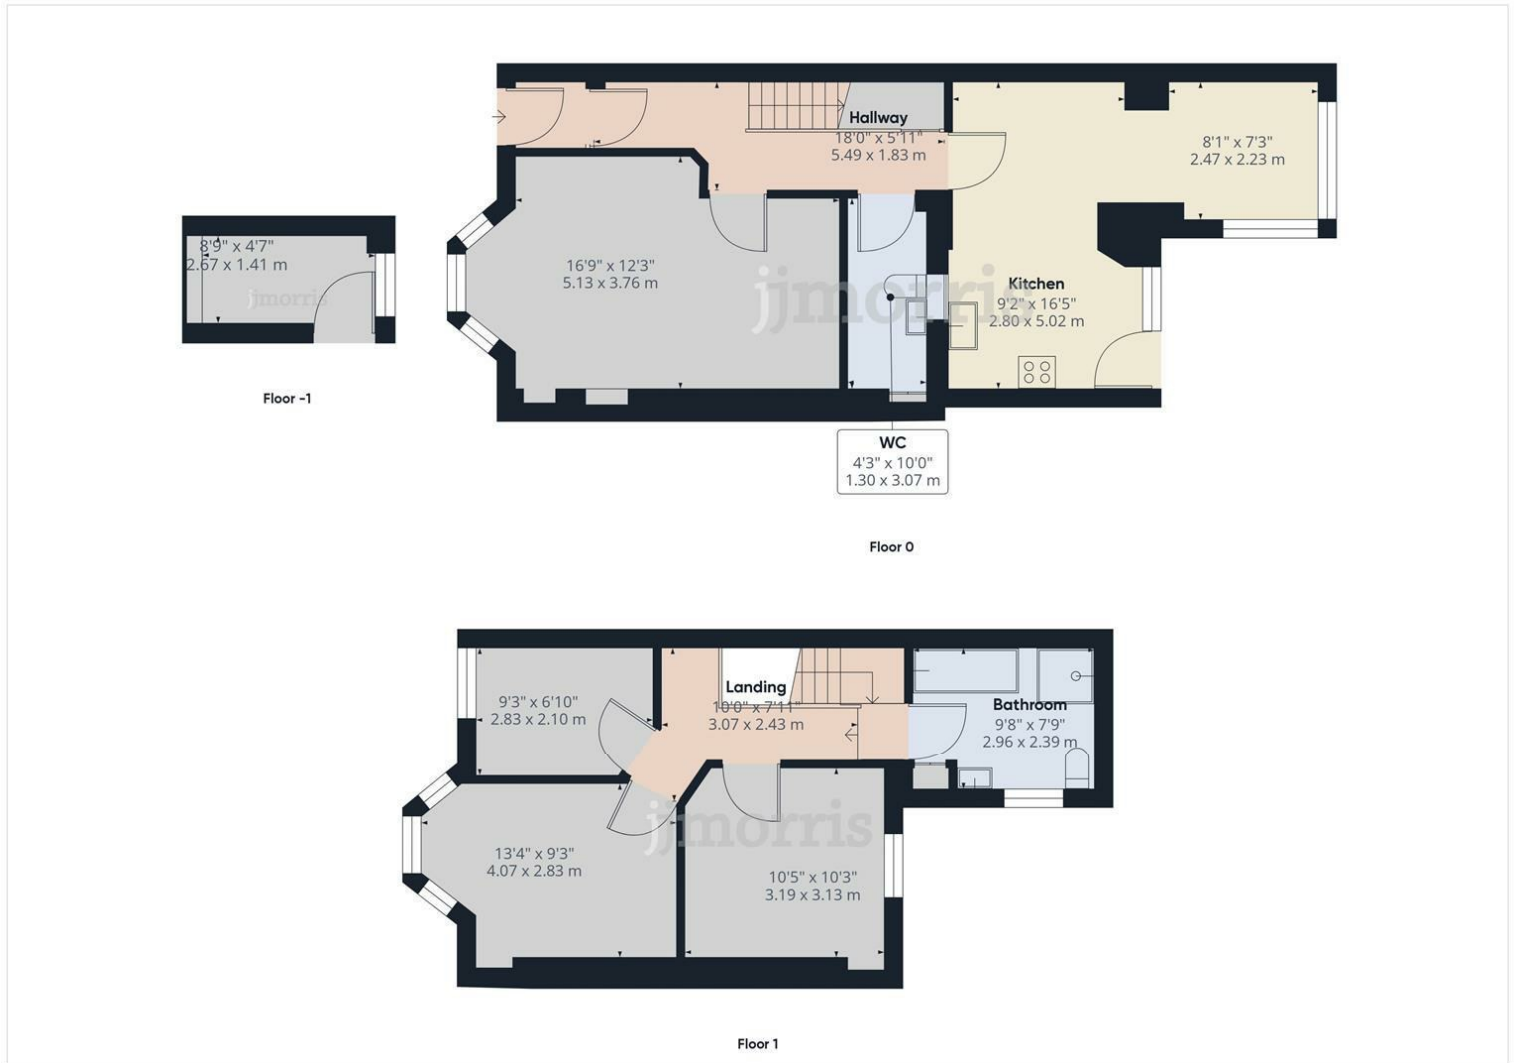 Hallway
18'0" x 5'11"
5.49 x 1.83 m
8'1" x 7'3"
2.47 x 2.23 m
8'9" x 4'7"
2.67 x 1.41 m
jjmorris
16'9" x 12'3"
5.13 x 3.76 m
jjmorris
Kitchen
9'2" x 16'5"
2.80 x 5.02 m
Floor -1
WC
4'3" x 10'0"
1.30 x 3.07 m
Floor 0
9'3" x 6'10"
2.83 x 2.10 m
Landing
10'0" x 7'11"
3.07 x 2.43 m
Bathroom
9'8" x 7'9"
2.96 x 2.39 m
jjmorris
13'4" x 9'3"
4.07 x 2.83 m
10'5" x 10'3"
3.19 x 3.13 m
Floor 1